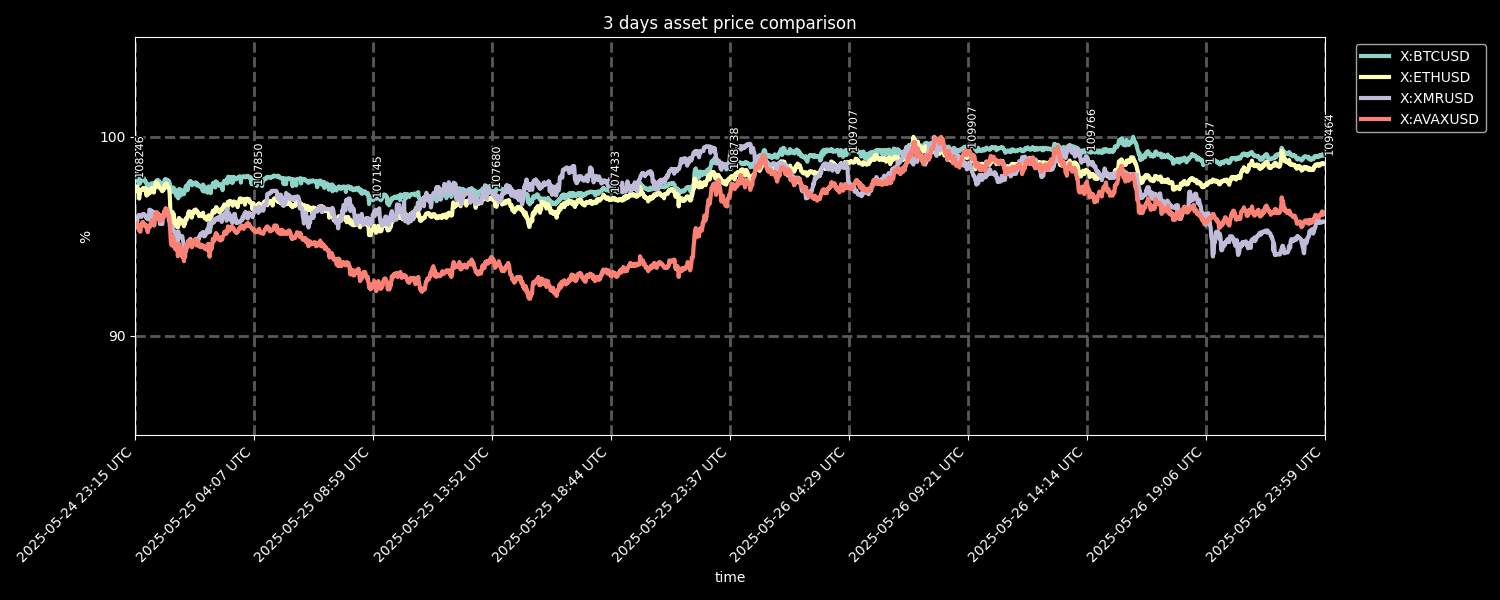 3 days asset price comparison
X:BTCUSD
X:ETHUSD
X:XMRUSD
X:AVAXUSD
100
90
%
108246
107850
107145
107680
107433
108738
109707
109907
109766
109057
109464
2025-05-24 23:15 UTC
2025-05-25 04:07 UTC
2025-05-25 08:59 UTC
2025-05-25 13:52 UTC
2025-05-25 18:44 UTC
2025-05-25 23:37 UTC
2025-05-26 04:29 UTC
2025-05-26 09:21 UTC
2025-05-26 14:14 UTC
2025-05-26 19:06 UTC
2025-05-26 23:59 UTC
time